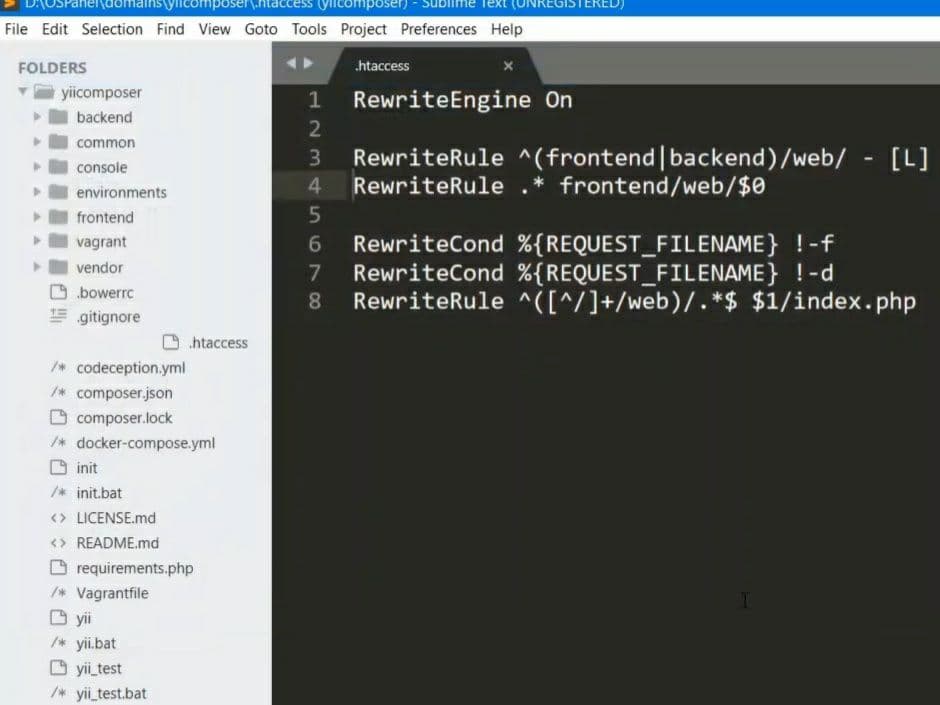 D:\OSPanel\domains\yiicomposer\.htaccess (yiicomposer) - Sublime Text (UNREGISTERED)
File Edit Selection Find View Goto Tools Project Preferences Help
FOLDERS
yiicomposer
backend
common
console
environments
frontend
vagrant
vendor
.bowerrc
.gitignore
.htaccess
/* codeception.yml
/* composer.json
composer.lock
/* docker-compose.yml
init
/* init.bat
<> LICENSE.md
<> README.md
requirements.php
/* Vagrantfile
yii
/* yii.bat
yii_test
/* yii_test.bat
.htaccess ×
1 RewriteEngine On
2
3 RewriteRule ^(frontend|backend)/web/ - [L]
4 RewriteRule .* frontend/web/$0
5
6 RewriteCond %{REQUEST_FILENAME} !-f
7 RewriteCond %{REQUEST_FILENAME} !-d
8 RewriteRule ^([^/]+/web)/.*$ $1/index.php